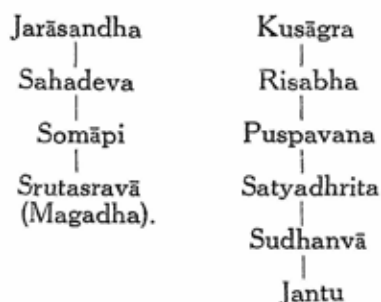 Jarāsandha
Sahadeva
Somāpi
Srutasravā
(Magadha).
Kusāgra
Risabha
Puspavana
Satyadhrita
Sudhanvā
Jantu